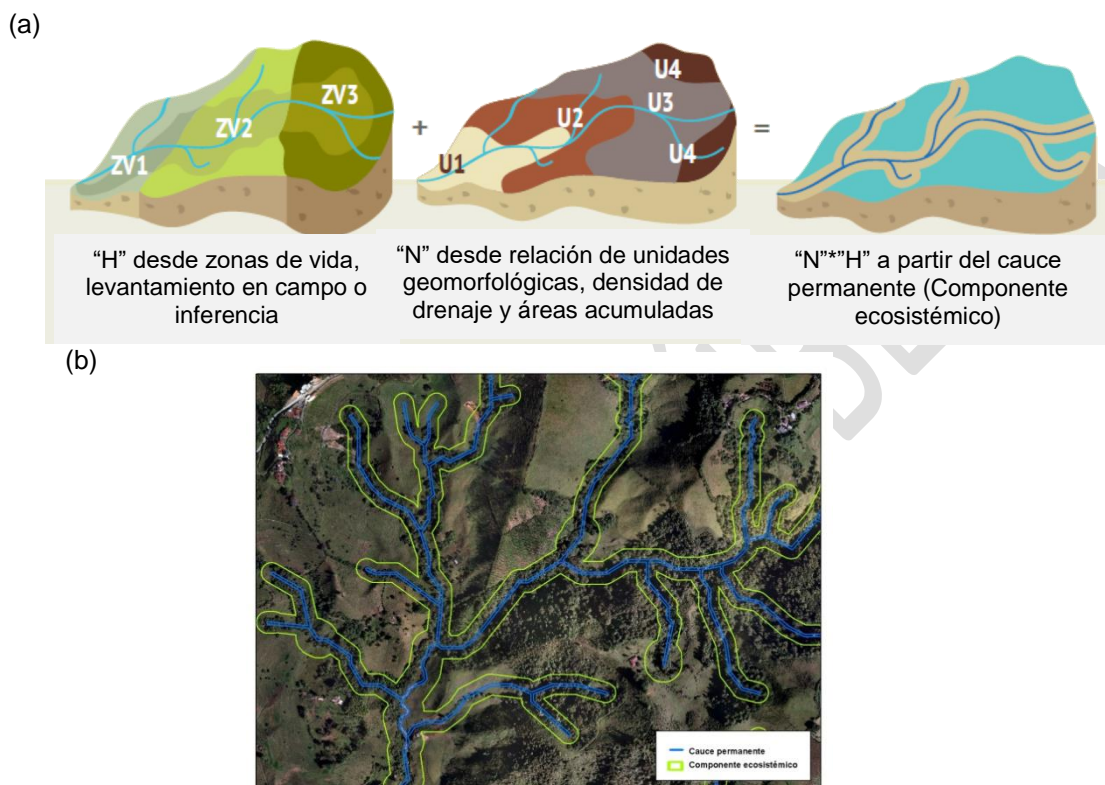 (a)
ZV1
ZV2
ZV3
+
U1
U2
U3
U4
U4
=
“H” desde zonas de vida,
levantamiento en campo o
inferencia
“N” desde relación de unidades
geomorfológicas, densidad de
drenaje y áreas acumuladas
“N”*”H” a partir del cauce
permanente (Componente
ecosistémico)
(b)
Cauce permanente
Componente ecosistémico